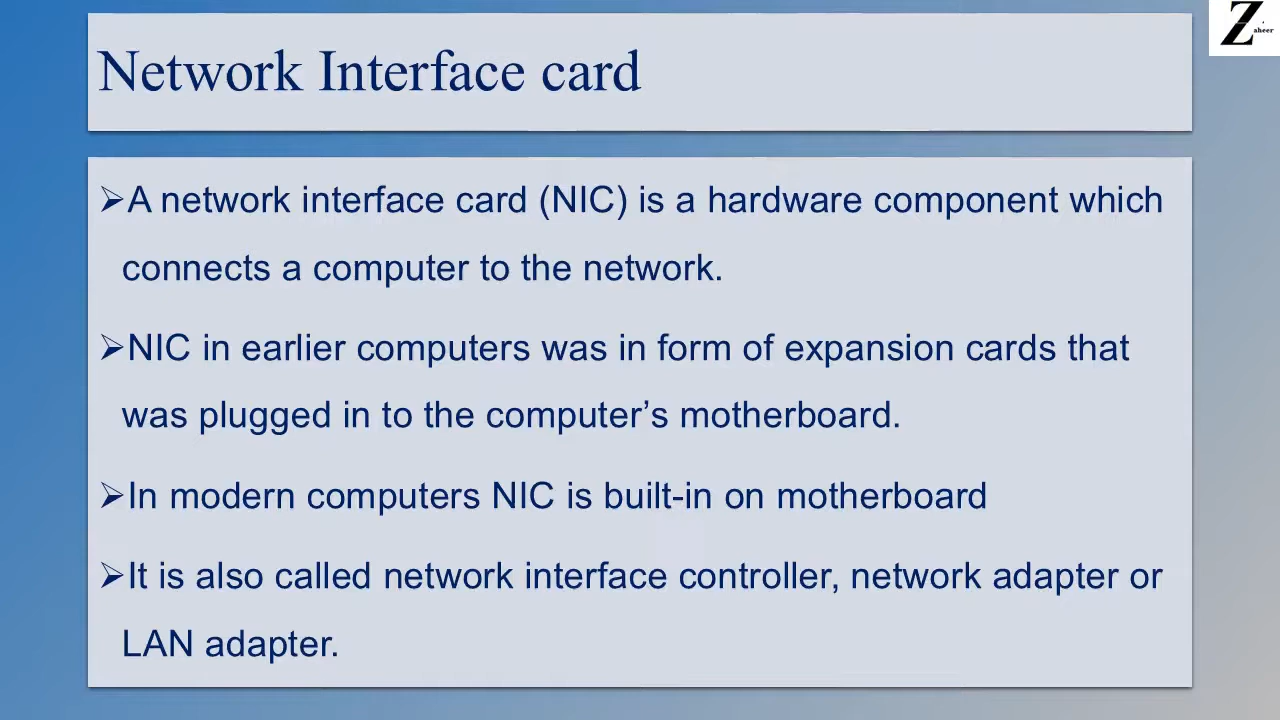 Zaheer
Network Interface card
➢A network interface card (NIC) is a hardware component which
connects a computer to the network.
➢NIC in earlier computers was in form of expansion cards that
was plugged in to the computer’s motherboard.
➢In modern computers NIC is built-in on motherboard
➢It is also called network interface controller, network adapter or
LAN adapter.